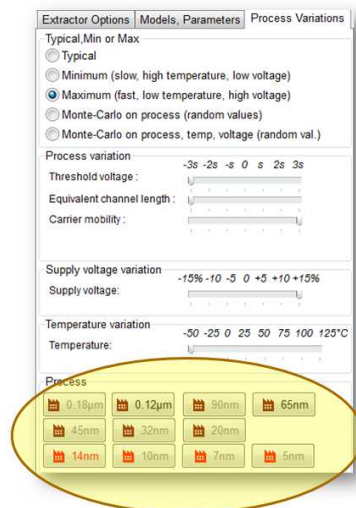 Extractor Options Models, Parameters Process Variations
Typical,Min or Max
Typical
Minimum (slow, high temperature, low voltage)
Maximum (fast, low temperature, high voltage)
Monte-Carlo on process (random values)
Monte-Carlo on process, temp, voltage (random val.)
Process variation
-3s -2s -s 0 s 2s 3s
Threshold voltage :
Equivalent channel length :
Carrier mobility :
Supply voltage variation
-15% -10 -5 0 +5 +10 +15%
Supply voltage:
Temperature variation
-50 -25 0 25 50 75 100 125°C
Temperature:
Process
0.18µm 0.12µm 90nm 65nm
45nm 32nm 20nm
14nm 10nm 7nm 5nm